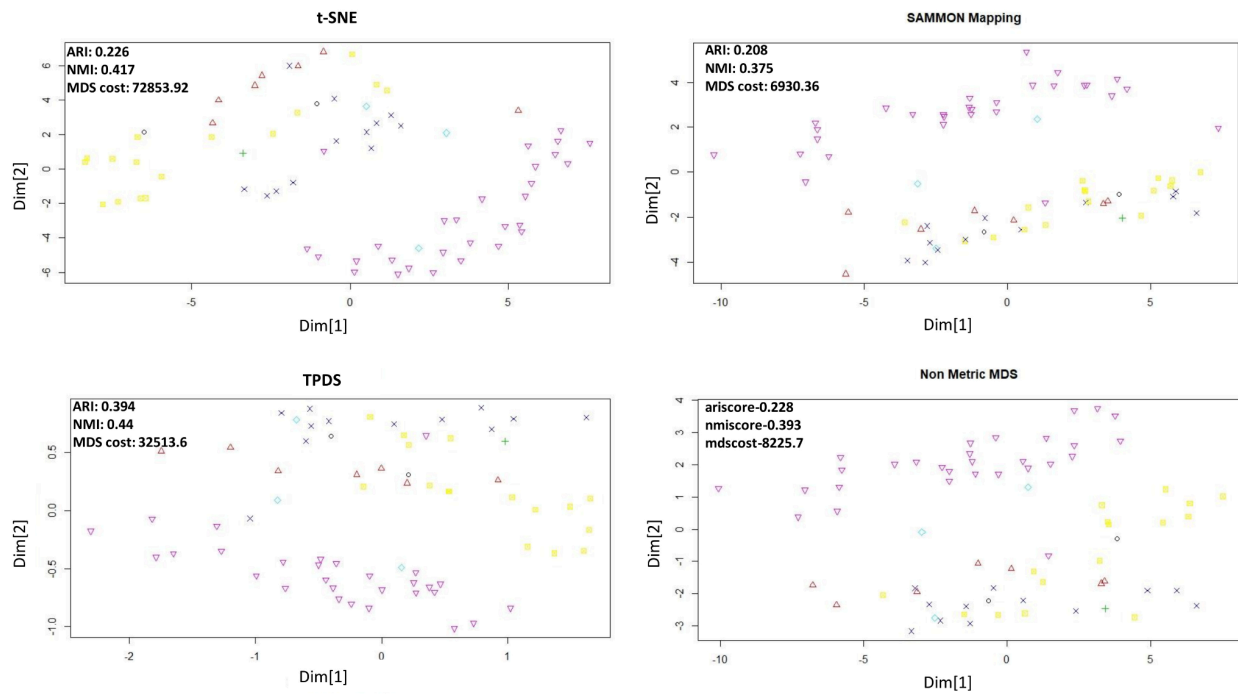 t-SNE
ARI: 0.226
NMI: 0.417
MDS cost: 72853.92
6
4
2
0
-2
-4
-6
Dim[2]
-5
0
5
Dim[1]
SAMMON Mapping
ARI: 0.208
NMI: 0.375
MDS cost: 6930.36
4
2
0
-2
-4
Dim[2]
-10
-5
0
5
Dim[1]
TPDS
ARI: 0.394
NMI: 0.44
MDS cost: 32513.6
0.5
0.0
-0.5
-1.0
Dim[2]
-2
-1
0
1
Dim[1]
Non Metric MDS
ariscore-0.228
nmiscore-0.393
mdscost-8225.7
4
3
2
1
0
-1
-2
-3
Dim[2]
-10
-5
0
5
Dim[1]